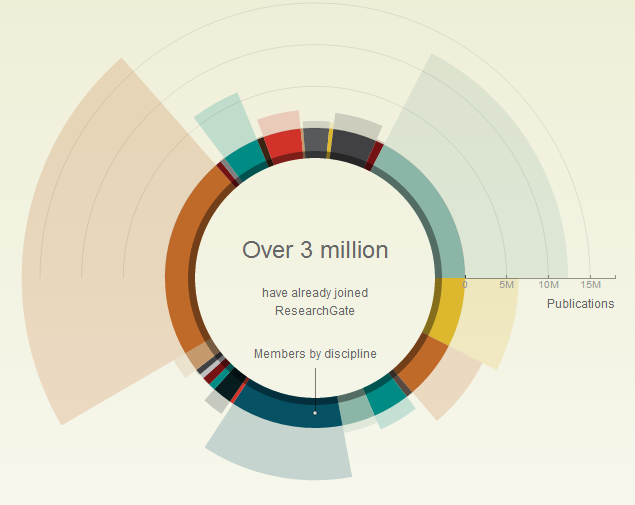 Over 3 million
have already joined
ResearchGate
Members by discipline
0 5M 10M 15M
Publications